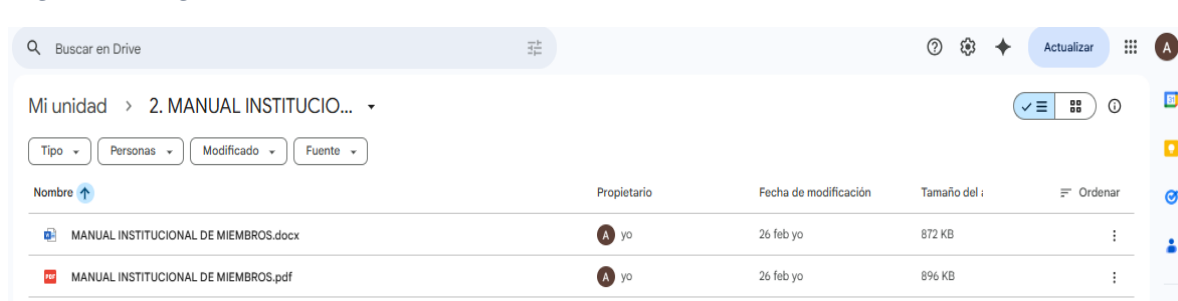 Buscar en Drive
Actualizar
A
Mi unidad > 2. MANUAL INSTITUCIO...
21
Tipo Personas Modificado Fuente
Nombre Propietario Fecha de modificación Tamaño del a Ordenar
MANUAL INSTITUCIONAL DE MIEMBROS.docx A yo 26 feb yo 872 KB
PDF MANUAL INSTITUCIONAL DE MIEMBROS.pdf A yo 26 feb yo 896 KB